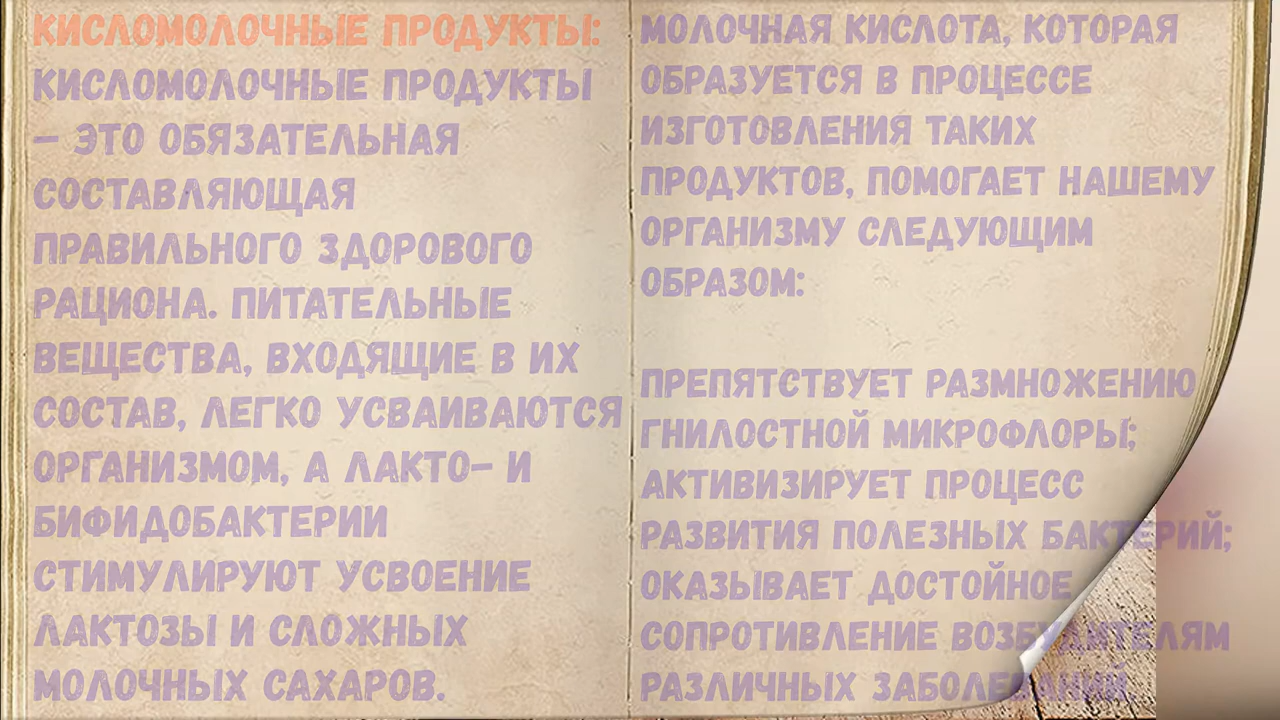 КИСЛОМОЛОЧНЫЕ ПРОДУКТЫ:
КИСЛОМОЛОЧНЫЕ ПРОДУКТЫ
– ЭТО ОБЯЗАТЕЛЬНАЯ
СОСТАВЛЯЮЩАЯ
ПРАВИЛЬНОГО ЗДОРОВОГО
РАЦИОНА. ПИТАТЕЛЬНЫЕ
ВЕЩЕСТВА, ВХОДЯЩИЕ В ИХ
СОСТАВ, ЛЕГКО УСВАИВАЮТСЯ
ОРГАНИЗМОМ, А ЛАКТО- И
БИФИДОБАКТЕРИИ
СТИМУЛИРУЮТ УСВОЕНИЕ
ЛАКТОЗЫ И СЛОЖНЫХ
МОЛОЧНЫХ САХАРОВ.
МОЛОЧНАЯ КИСЛОТА, КОТОРАЯ
ОБРАЗУЕТСЯ В ПРОЦЕССЕ
ИЗГОТОВЛЕНИЯ ТАКИХ
ПРОДУКТОВ, ПОМОГАЕТ НАШЕМУ
ОРГАНИЗМУ СЛЕДУЮЩИМ
ОБРАЗОМ:
ПРЕПЯТСТВУЕТ РАЗМНОЖЕНИЮ
ГНИЛОСТНОЙ МИКРОФЛОРЫ;
АКТИВИЗИРУЕТ ПРОЦЕСС
РАЗВИТИЯ ПОЛЕЗНЫХ БАКТЕРИЙ;
ОКАЗЫВАЕТ ДОСТОЙНОЕ
СОПРОТИВЛЕНИЕ ВОЗБУДИТЕЛЯМ
РАЗЛИЧНЫХ ЗАБОЛЕВАНИЙ.